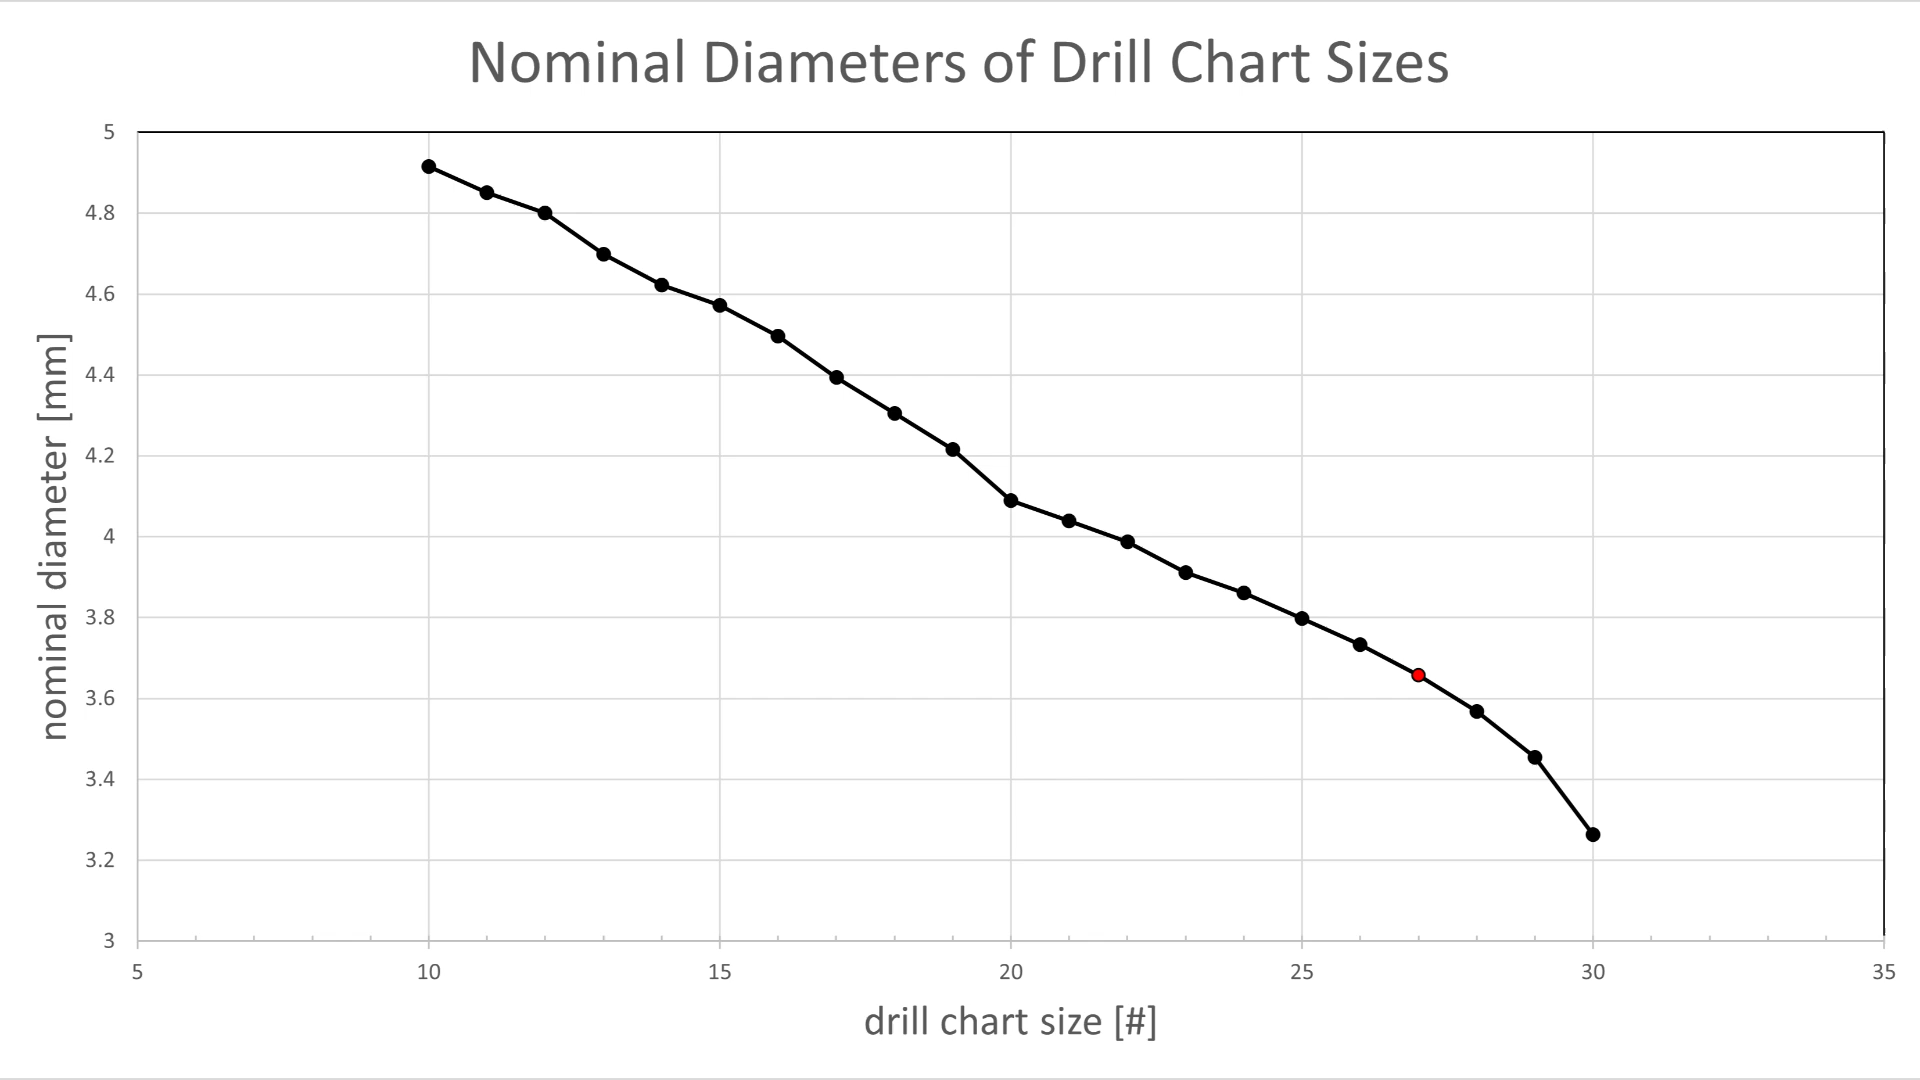 Nominal Diameters of Drill Chart Sizes
5
4.8
4.6
4.4
4.2
4
3.8
3.6
3.4
3.2
3
nominal diameter [mm]
5 10 15 20 25 30 35
drill chart size [#]